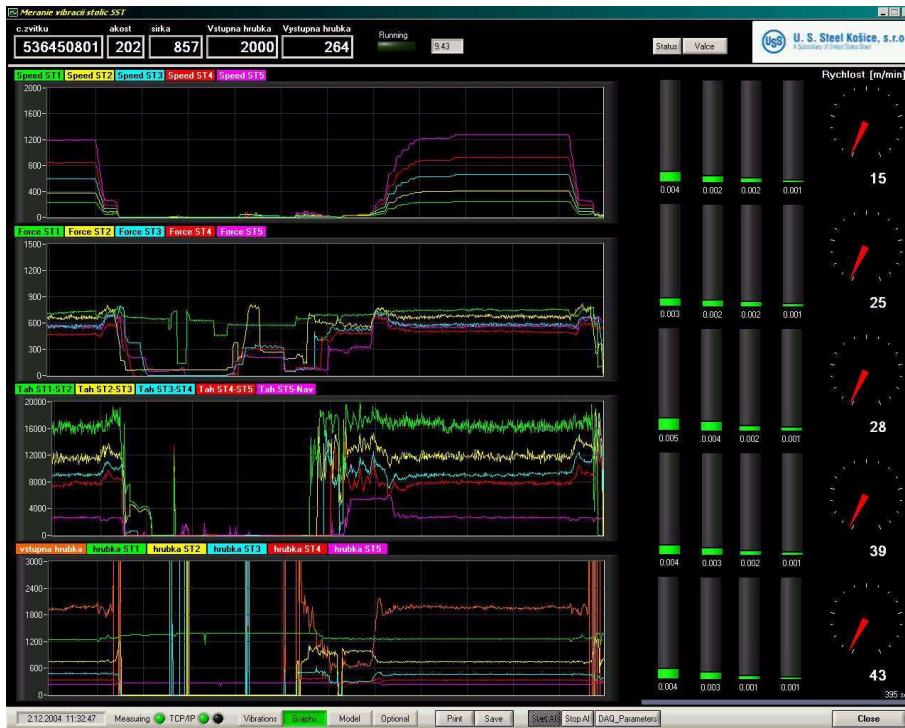 Meranie vibracii stolic 5ST
c.zvitku akost sirka Vstupna hrubka Vystupna hrubka
536450801 202 857 2000 264
Running
9.43
Status Valce
USS U. S. Steel Košice, s.r.o
A Subsidiary of United States Steel
Speed ST1 Speed ST2 Speed ST3 Speed ST4 Speed ST5
Rychlost [m/min]
2000
1600
1200
800
400
0
0.004 0.002 0.002 0.001
15
Force ST1 Force ST2 Force ST3 Force ST4 Force ST5
1500
1200
900
600
300
0
0.003 0.002 0.002 0.001
25
Tah ST1-ST2 Tah ST2-ST3 Tah ST3-ST4 Tah ST4-ST5 Tah ST5-Nav
20000
16000
12000
8000
4000
0
0.005 0.004 0.002 0.001
28
vstupna hrubka hrubka ST1 hrubka ST2 hrubka ST3 hrubka ST4 hrubka ST5
3000
2400
1800
1200
600
0
0.004 0.003 0.002 0.001
39
0.004 0.003 0.001 0.001
43
395 s
2.12.2004 11:32:47 Measuring TCP/IP Vibrations Graphs Model Optional Print Save Start AI Stop AI DAQ_Parameters Close